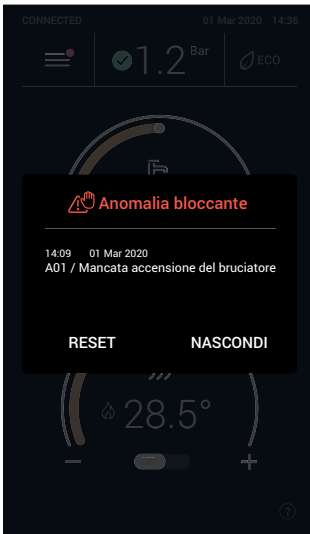 CONNECTED 01 Mar 2020 14:36
1.2 Bar ECO
Anomalia bloccante
14:09 01 Mar 2020
A01 / Mancata accensione del bruciatore
RESET NASCONDI
28.5°
− +
?